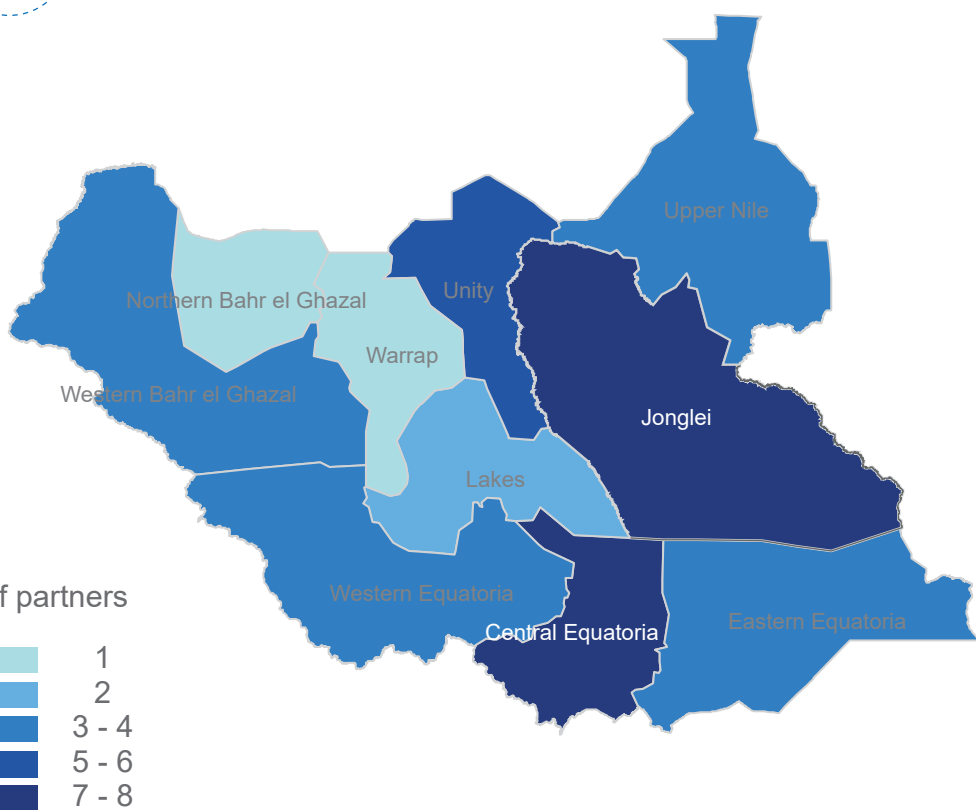 Upper Nile
Unity
Northern Bahr el Ghazal
Warrap
Western Bahr el Ghazal
Jonglei
Lakes
Western Equatoria
Eastern Equatoria
Central Equatoria
f partners
1
2
3 - 4
5 - 6
7 - 8